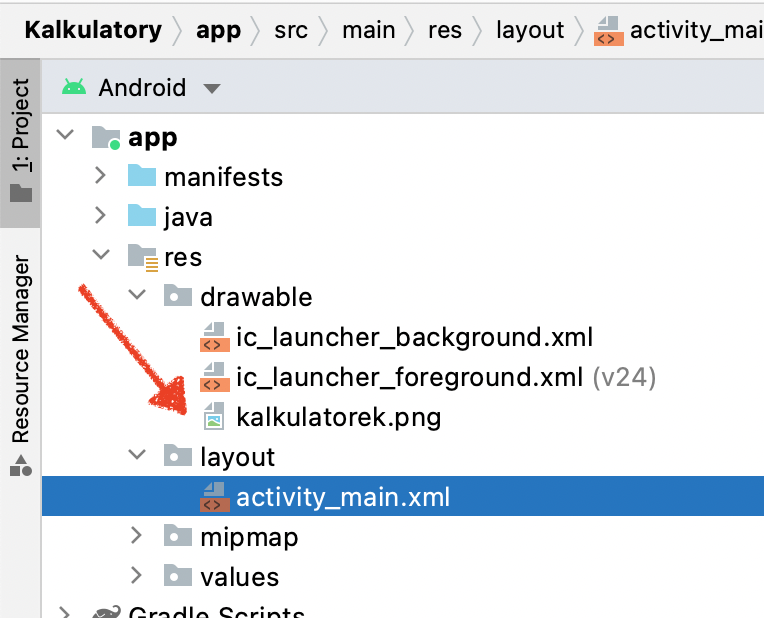 Kalkulatory app src main res layout activity_mai
1: Project
Android
app
manifests
java
res
drawable
ic_launcher_background.xml
ic_launcher_foreground.xml (v24)
kalkulatorek.png
layout
activity_main.xml
mipmap
values
Gradle Scripts
Resource Manager